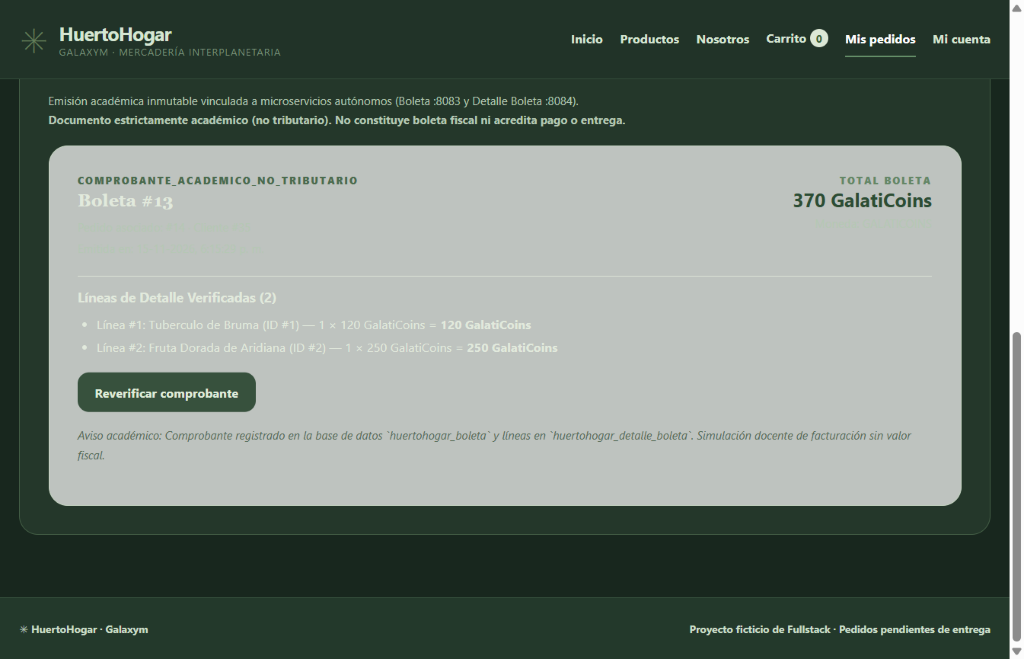 HuertoHogar
GALAXYM · MERCADERÍA INTERPLANETARIA
Inicio Productos Nosotros Carrito 0 Mis pedidos Mi cuenta
Emisión académica inmutable vinculada a microservicios autónomos (Boleta :8083 y Detalle Boleta :8084).
Documento estrictamente académico (no tributario). No constituye boleta fiscal ni acredita pago o entrega.
COMPROBANTE_ACADEMICO_NO_TRIBUTARIO
Boleta #13
TOTAL BOLETA
370 GalatiCoins
Líneas de Detalle Verificadas (2)
Línea #1: Tuberculo de Bruma (ID #1) — 1 × 120 GalatiCoins = 120 GalatiCoins
Línea #2: Fruta Dorada de Aridiana (ID #2) — 1 × 250 GalatiCoins = 250 GalatiCoins
Reverificar comprobante
Aviso académico: Comprobante registrado en la base de datos `huertohogar_boleta` y líneas en `huertohogar_detalle_boleta`. Simulación docente de facturación sin valor
fiscal.
✳ HuertoHogar · Galaxym
Proyecto ficticio de Fullstack · Pedidos pendientes de entrega